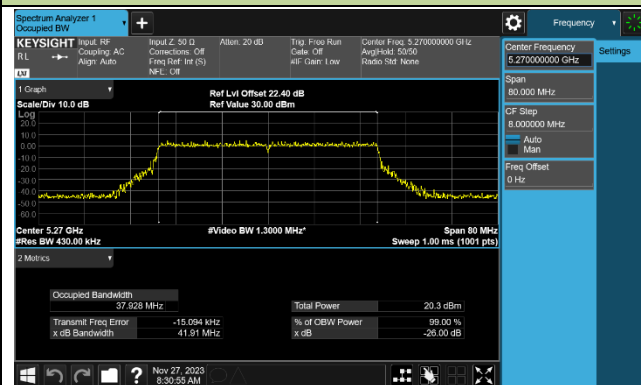 Spectrum Analyzer 1
Occupied BW
Frequency
KEYSIGHT
RL
LXI
Input: RF
Coupling: AC
Align: Auto
Input Z: 50 Ω
Corrections: Off
Freq Ref: Int (S)
NFE: Off
Atten: 20 dB
Trig: Free Run
Gate: Off
#IF Gain: Low
Center Freq: 5.270000000 GHz
Avg|Hold: 50/50
Radio Std: None
Center Frequency
5.270000000 GHz
Settings
Span
80.000 MHz
CF Step
8.000000 MHz
Auto
Man
Freq Offset
0 Hz
1 Graph
Scale/Div 10.0 dB
Ref Lvl Offset 22.40 dB
Ref Value 30.00 dBm
Log
20.0
10.0
0.00
-10.0
-20.0
-30.0
-40.0
-50.0
-60.0
Center 5.27 GHz
#Video BW 1.3000 MHz*
Span 80 MHz
#Res BW 430.00 kHz
Sweep 1.00 ms (1001 pts)
2 Metrics
Occupied Bandwidth
37.928 MHz
Total Power
20.3 dBm
Transmit Freq Error
-15.094 kHz
% of OBW Power
99.00 %
x dB Bandwidth
41.91 MHz
x dB
-26.00 dB
?
Nov 27, 2023
8:30:55 AM